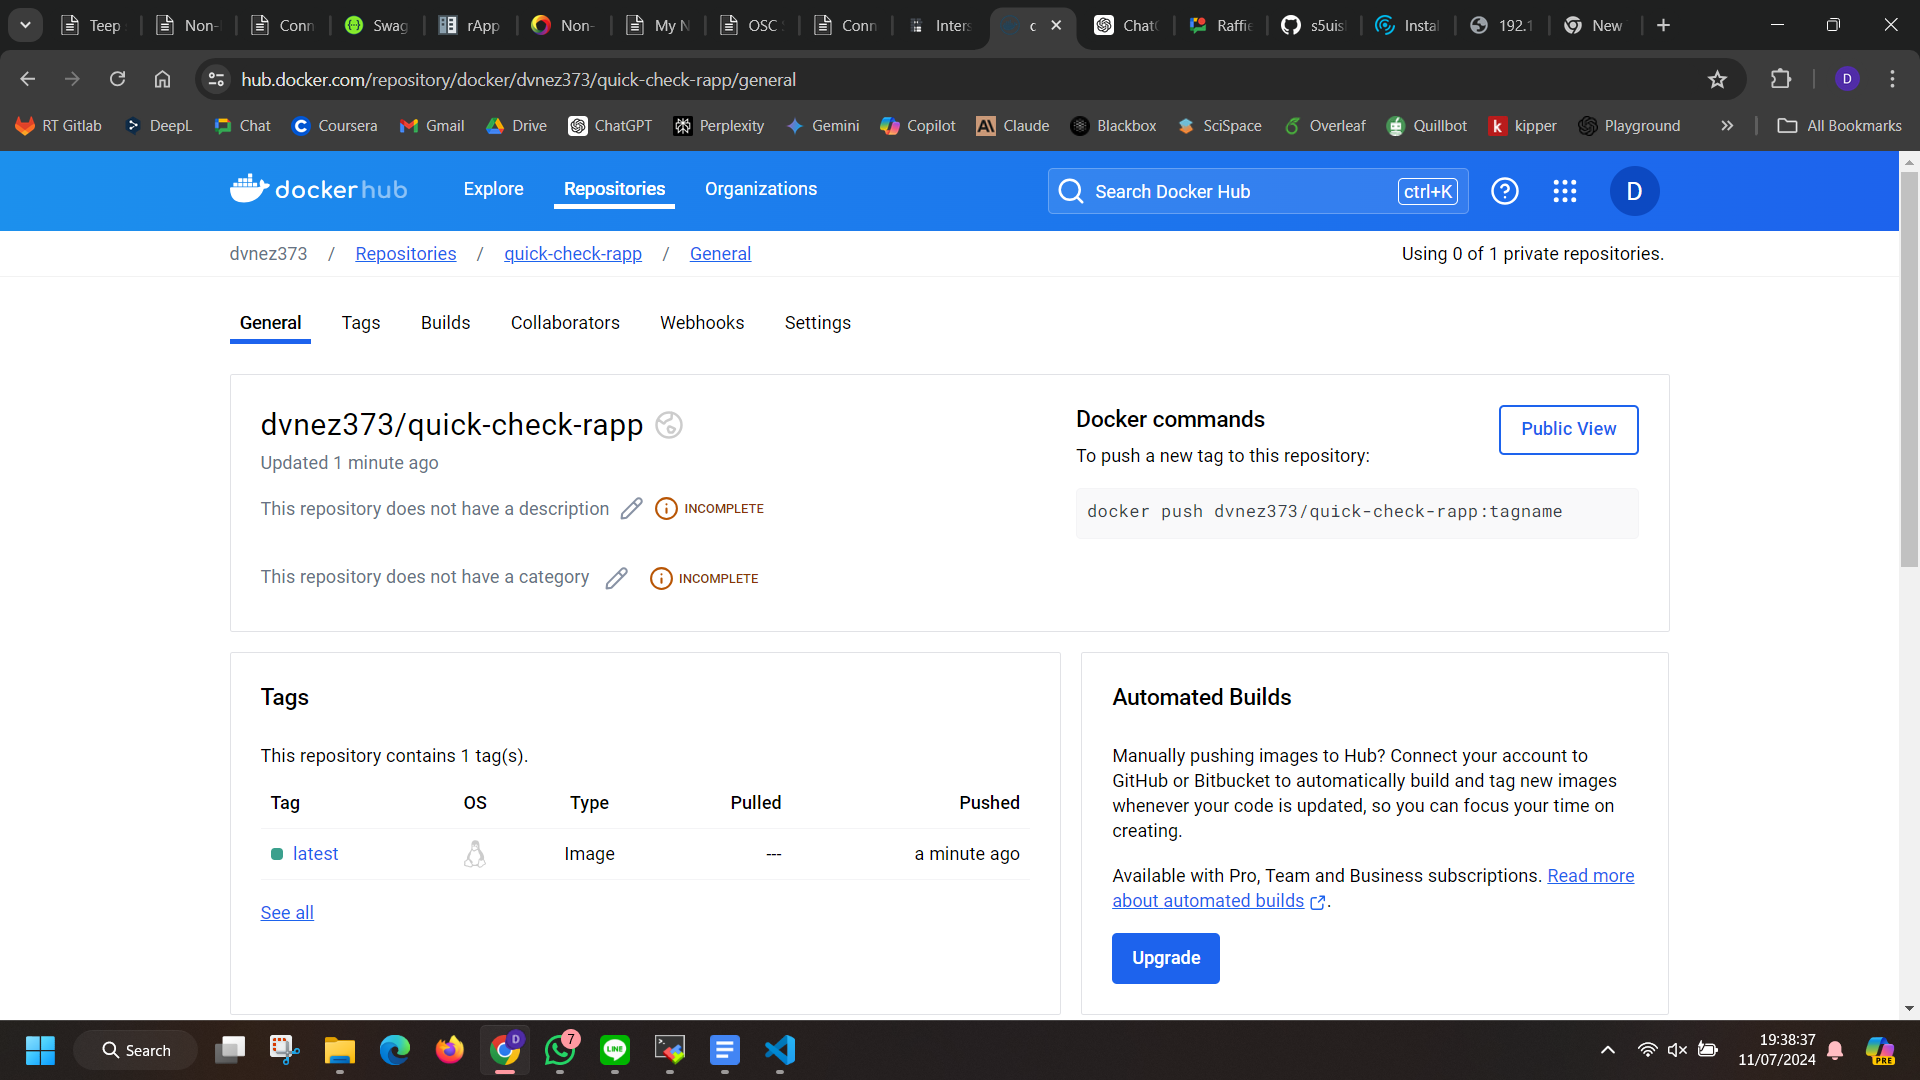 Teep
Non-
Conn
Swag
rApp
Non-
My N
OSC
Conn
Inters
ChatG
Raffie
s5uis
Instal
192.1
New
hub.docker.com/repository/docker/dvnez373/quick-check-rapp/general
D
RT Gitlab
DeepL
Chat
Coursera
Gmail
Drive
ChatGPT
Perplexity
Gemini
Copilot
Claude
Blackbox
SciSpace
Overleaf
Quillbot
kipper
Playground
All Bookmarks
dockerhub
Explore
Repositories
Organizations
Search Docker Hub
ctrl+K
D
dvnez373 / Repositories / quick-check-rapp / General
Using 0 of 1 private repositories.
General
Tags
Builds
Collaborators
Webhooks
Settings
dvnez373/quick-check-rapp
Updated 1 minute ago
This repository does not have a description
INCOMPLETE
This repository does not have a category
INCOMPLETE
Docker commands
To push a new tag to this repository:
docker push dvnez373/quick-check-rapp:tagname
Public View
Tags
This repository contains 1 tag(s).
Tag OS Type Pulled Pushed
latest Image --- a minute ago
See all
Automated Builds
Manually pushing images to Hub? Connect your account to
GitHub or Bitbucket to automatically build and tag new images
whenever your code is updated, so you can focus your time on
creating.
Available with Pro, Team and Business subscriptions. Read more
about automated builds .
Upgrade
Search
D
7
LINE
19:38:37
11/07/2024
PRE